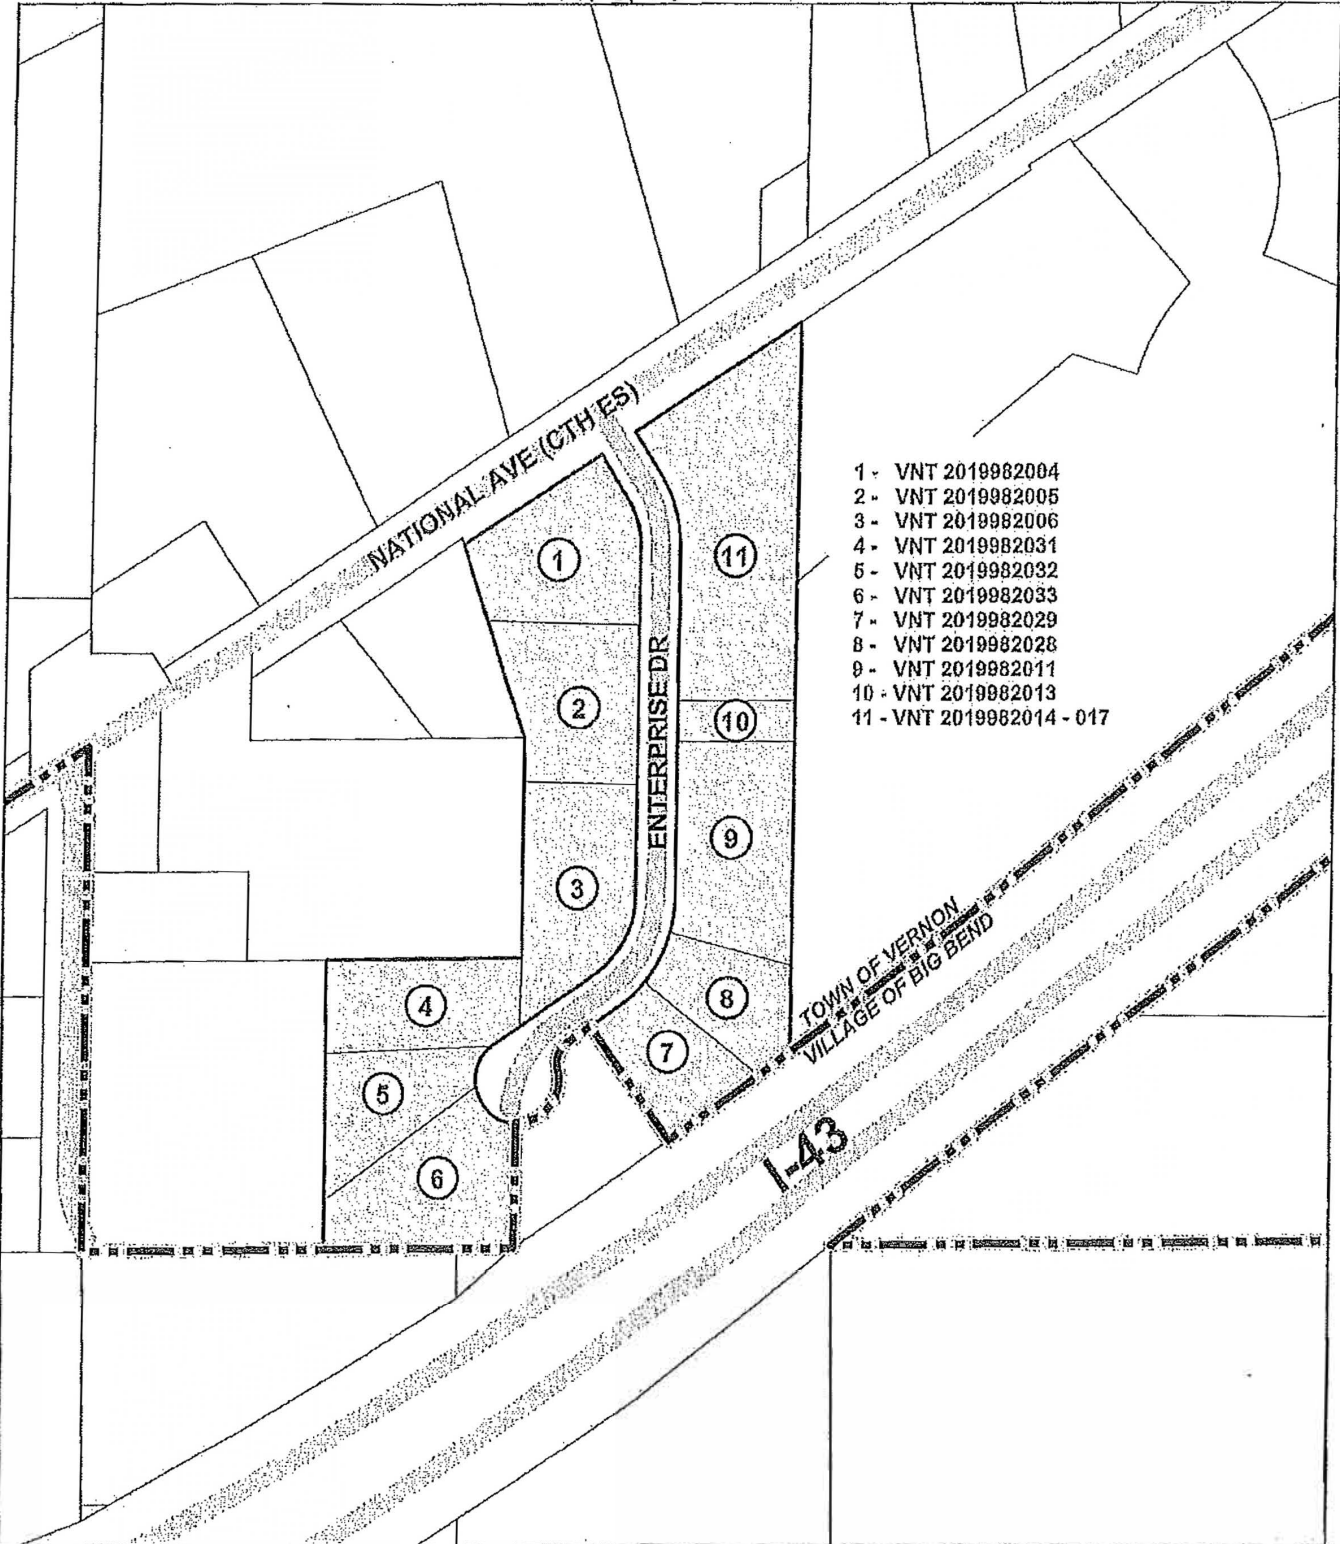 NATIONAL AVE (CTH ES)
1 - VNT 2019982004
2 - VNT 2019982005
3 - VNT 2019982006
4 - VNT 2019982031
5 - VNT 2019982032
6 - VNT 2019982033
7 - VNT 2019982029
8 - VNT 2019982028
9 - VNT 2019982011
10 - VNT 2019982013
11 - VNT 2019982014 - 017
1
11
2
10
ENTERPRISE DR
9
3
TOWN OF VERNON
VILLAGE OF BIG BEND
4
8
7
5
6
I-43